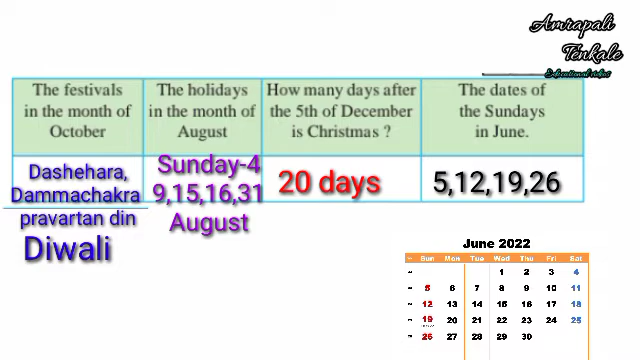 Amrapali
Tenkale
Educational video
The festivals
in the month of
October
The holidays
in the month of
August
How many days after
the 5th of December
is Christmas ?
The dates of
the Sundays
in June.
Dashehara,
Dammachakra
pravartan din
Diwali
Sunday-4
9,15,16,31
August
20 days
5,12,19,26
June 2022
Sun Mon Tue Wed Thu Fri Sat
1 2 3 4
5 6 7 8 9 10 11
12 13 14 15 16 17 18
19 20 21 22 23 24 25
26 27 28 29 30